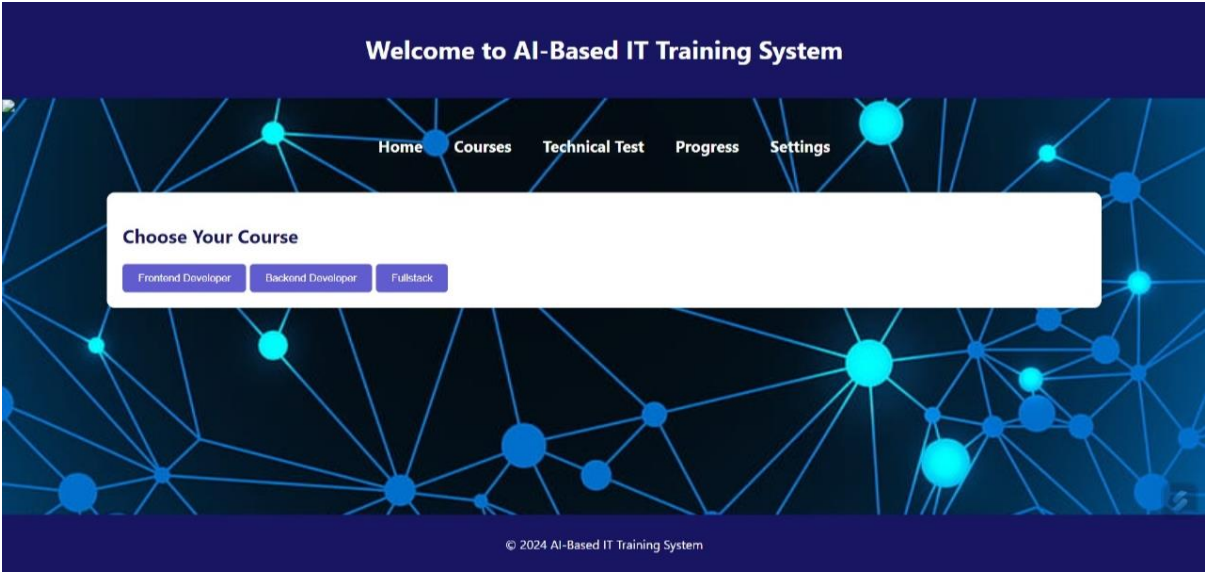 Welcome to AI-Based IT Training System
Home Courses Technical Test Progress Settings
Choose Your Course
Frontend Developer Backend Developer Fullstack
© 2024 AI-Based IT Training System